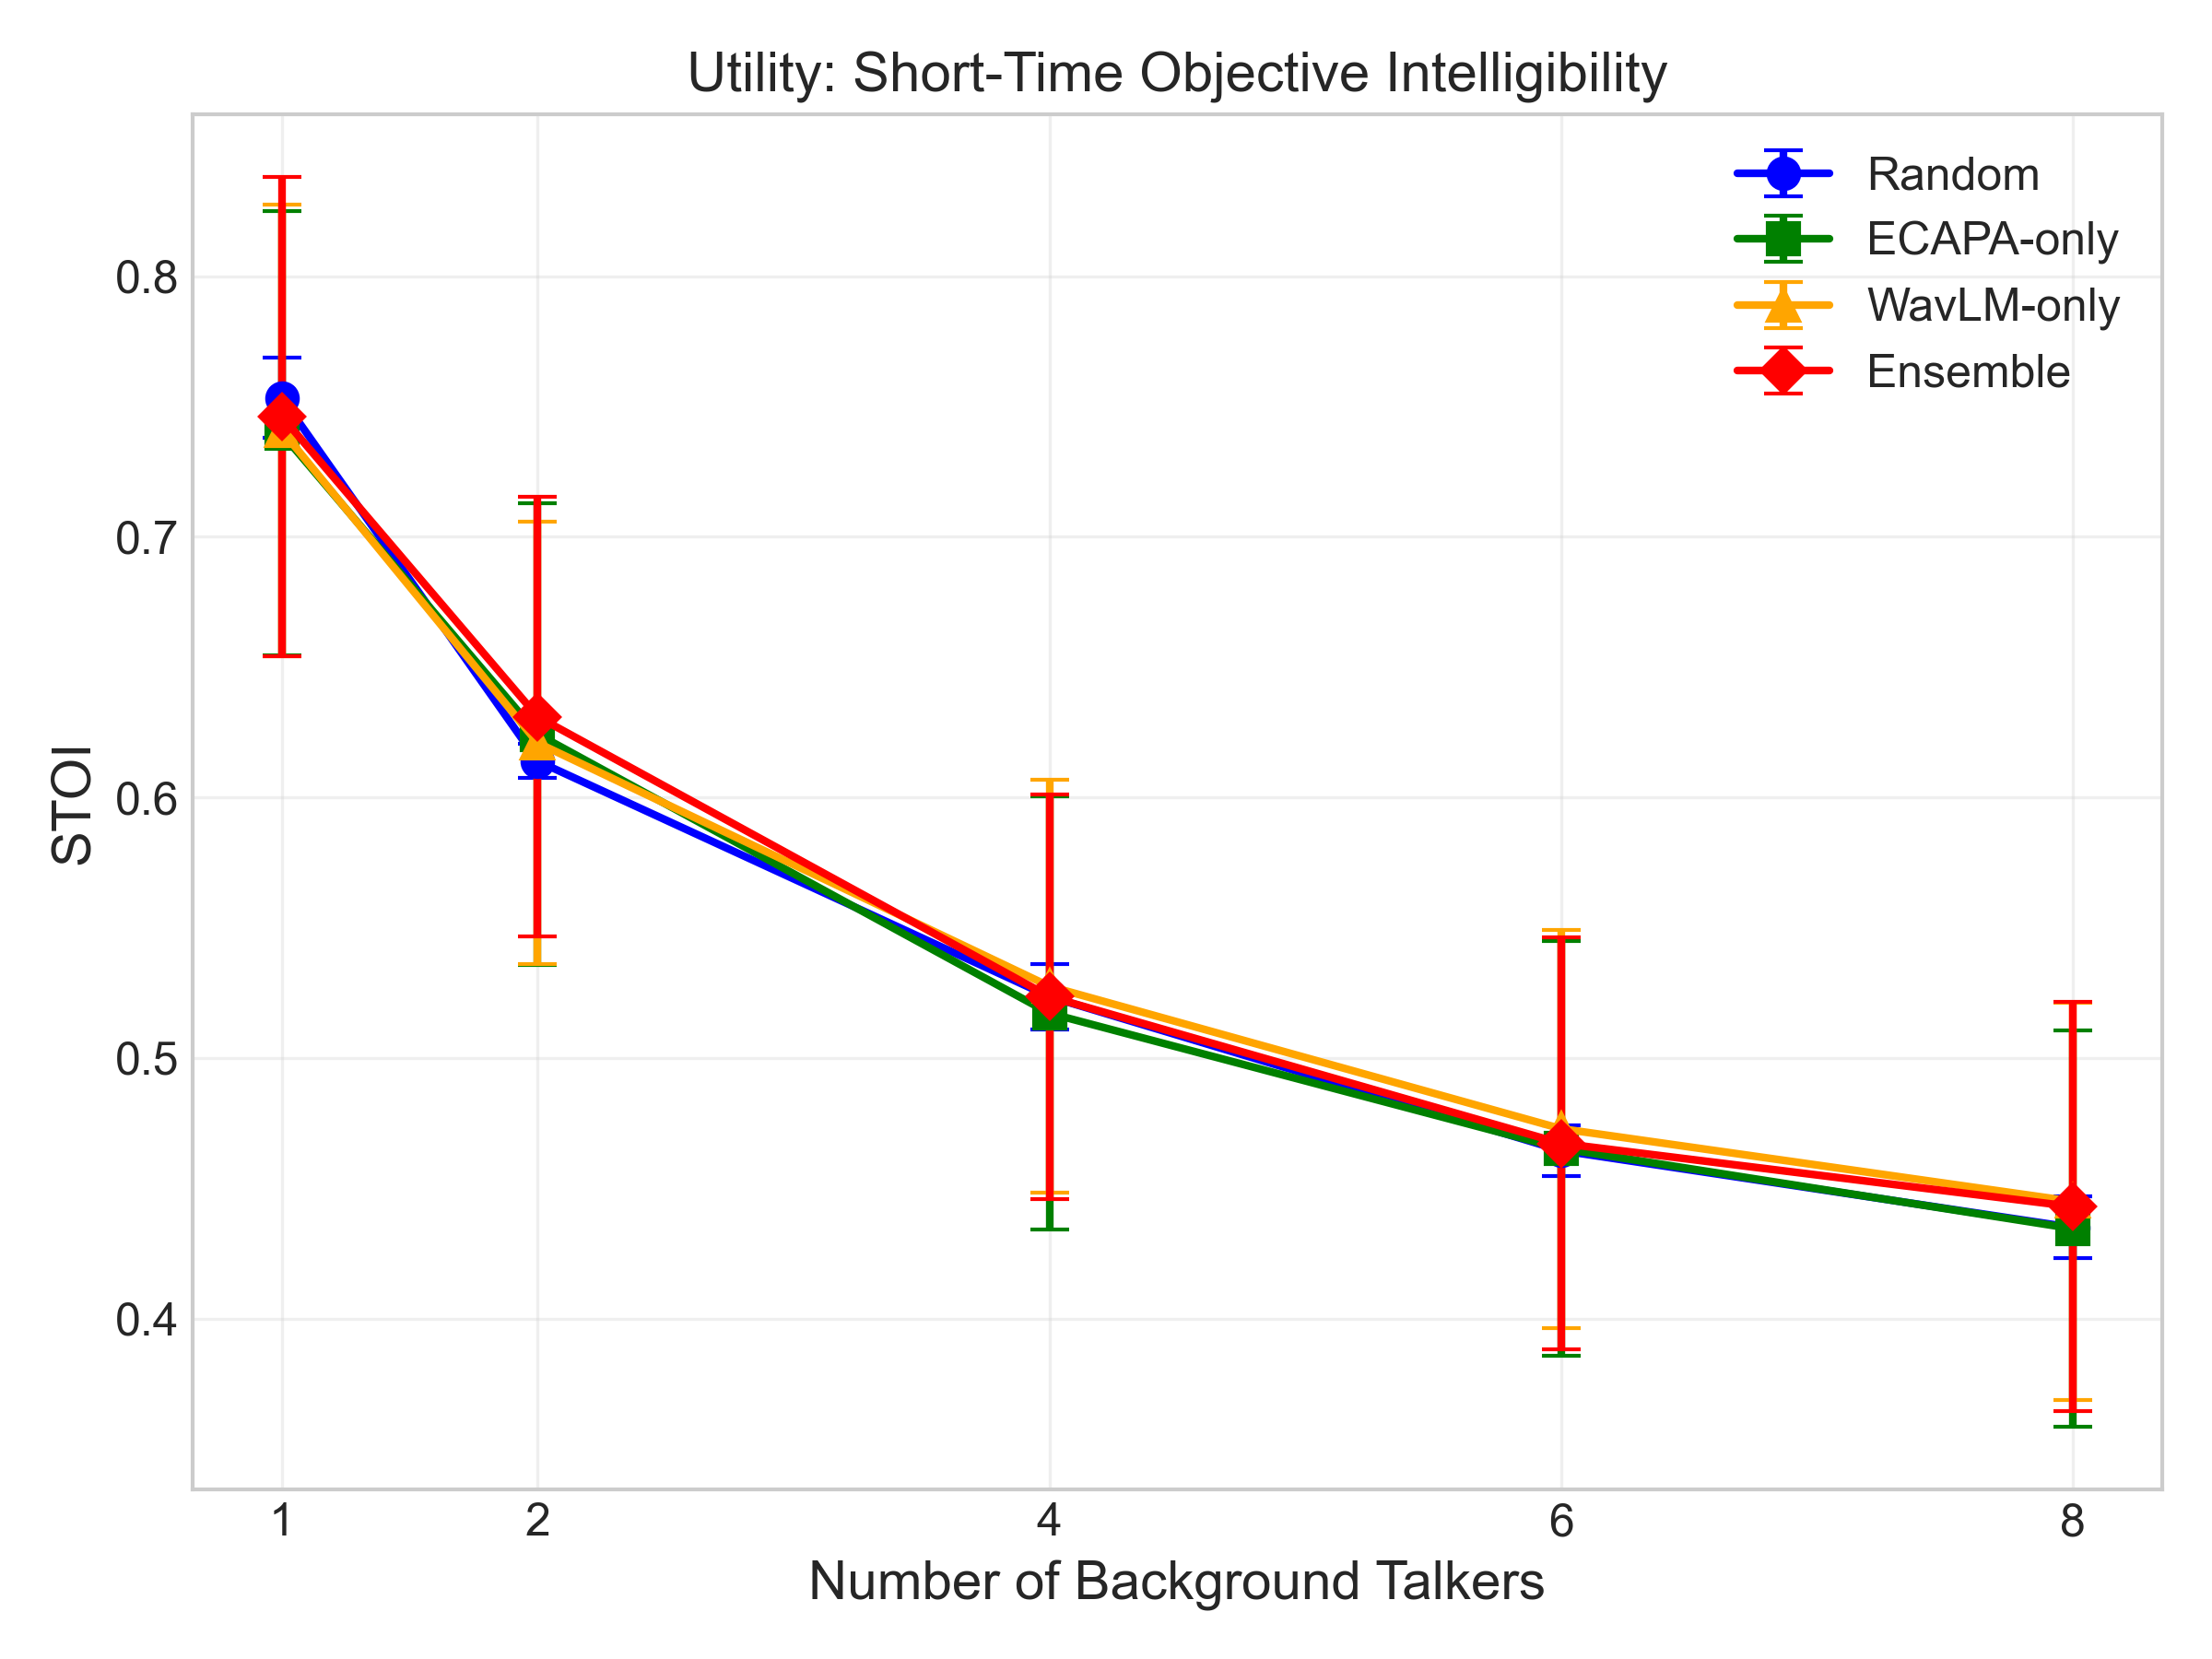 Utility: Short-Time Objective Intelligibility
Random
ECAPA-only
WavLM-only
Ensemble
0.8
0.7
0.6
0.5
0.4
STOI
1 2 4 6 8
Number of Background Talkers